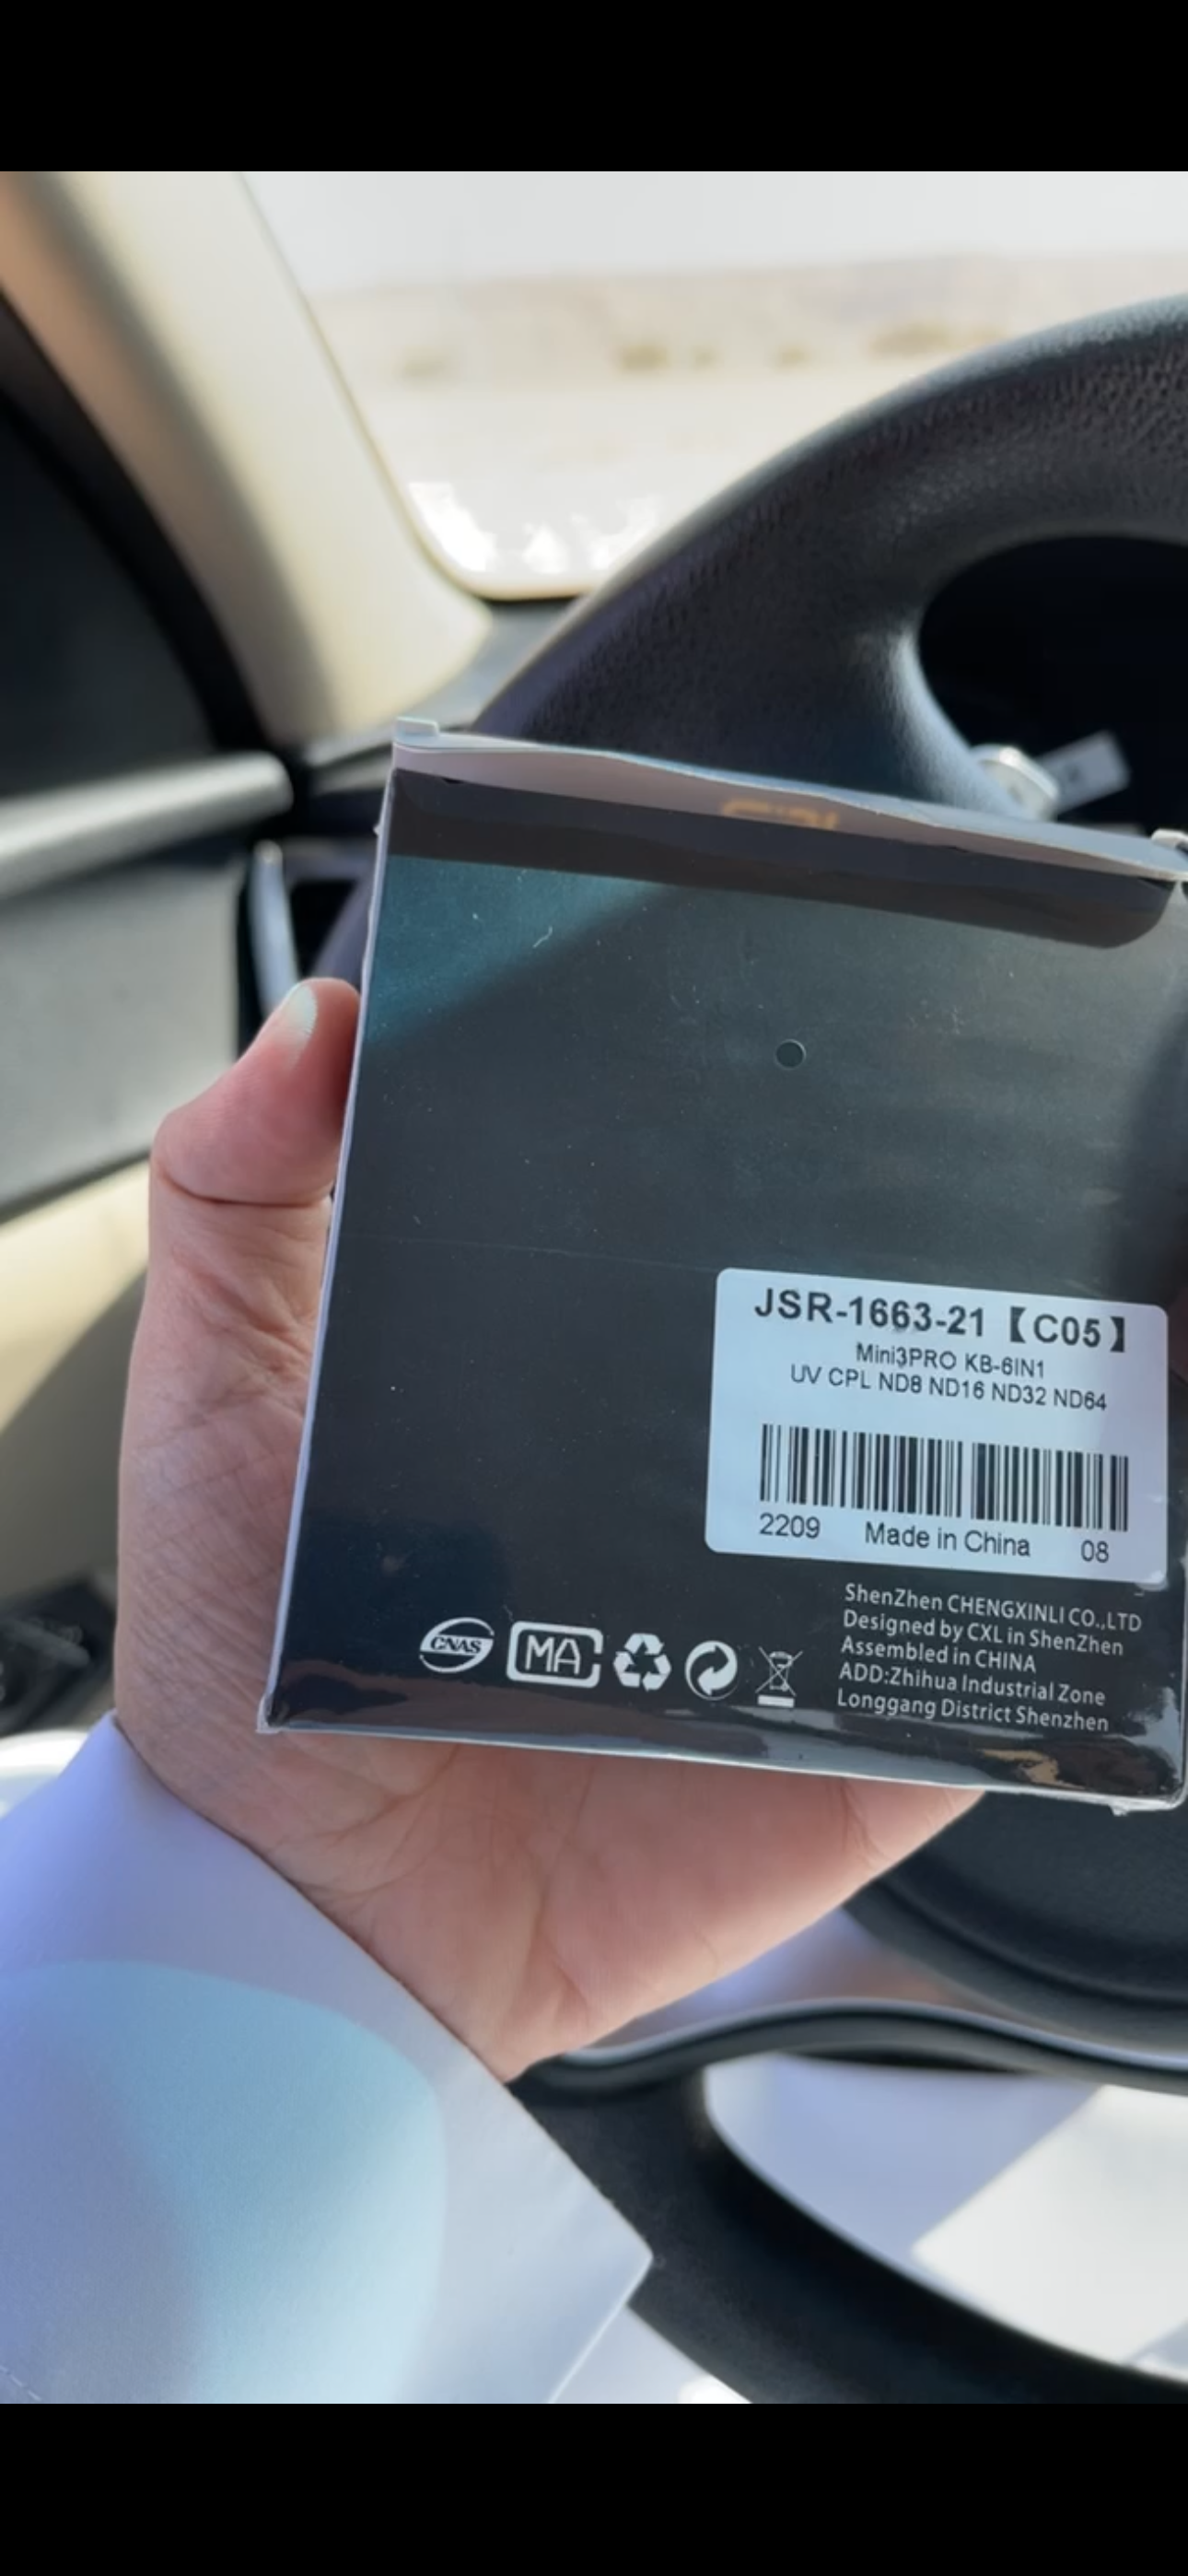 JSR-1663-21【C05】
Mini3PRO KB-6IN1
UV CPL ND8 ND16 ND32 ND64
2209 Made in China 08
ShenZhen CHENGXINLI CO.,LTD
Designed by CXL in ShenZhen
Assembled in CHINA
ADD:Zhihua Industrial Zone
Longgang District Shenzhen
CNAS MA